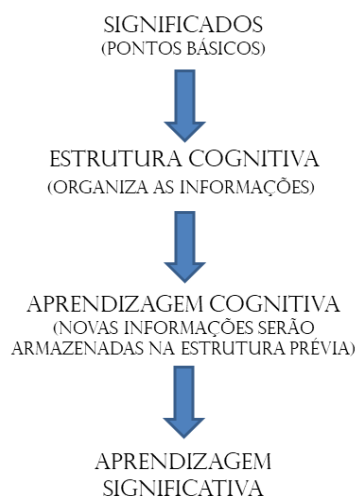 SIGNIFICADOS
(PONTOS BÁSICOS)
ESTRUTURA COGNITIVA
(ORGANIZA AS INFORMAÇÕES)
APRENDIZAGEM COGNITIVA
(NOVAS INFORMAÇÕES SERÃO
ARMAZENADAS NA ESTRUTURA PRÉVIA)
APRENDIZAGEM
SIGNIFICATIVA